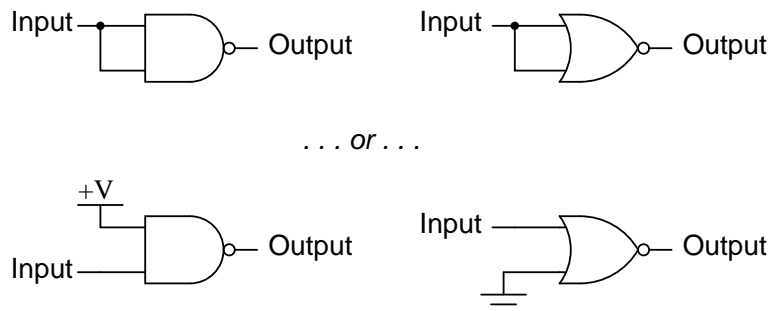 Input Output Input Output
. . . or . . .
+V
Input Output
Input Output